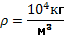 ρ = 10⁴кг / м³